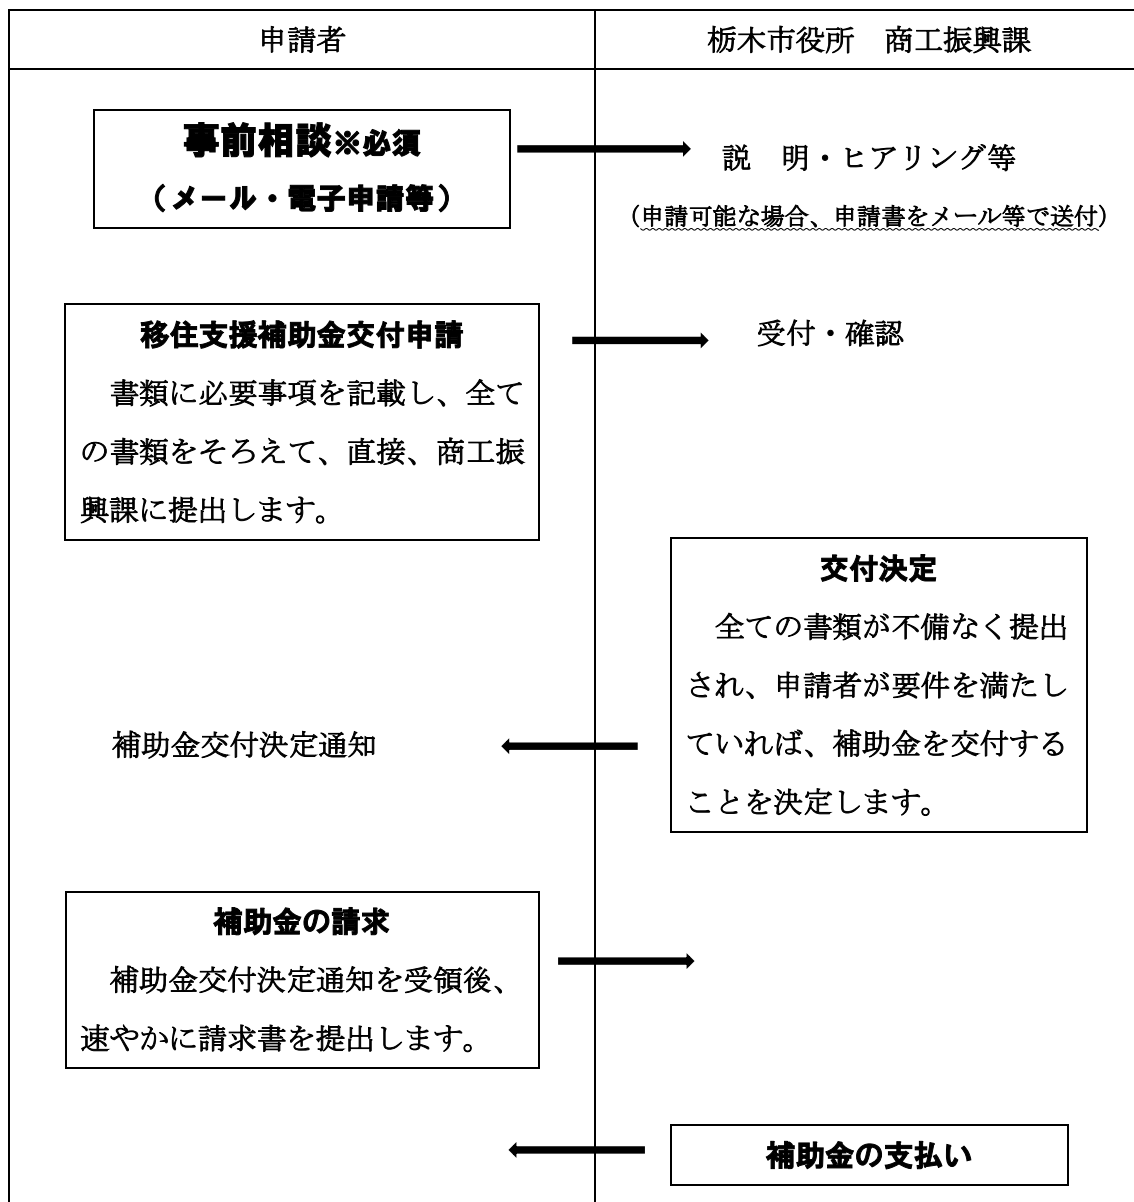 申請者
栃木市役所　商工振興課
事前相談※必須
（メール・電子申請等）
説　明・ヒアリング等
（申請可能な場合、申請書をメール等で送付）
移住支援補助金交付申請
書類に必要事項を記載し、全て
の書類をそろえて、直接、商工振
興課に提出します。
受付・確認
交付決定
全ての書類が不備なく提出
され、申請者が要件を満たし
ていれば、補助金を交付する
ことを決定します。
補助金交付決定通知
補助金の請求
補助金交付決定通知を受領後、
速やかに請求書を提出します。
補助金の支払い